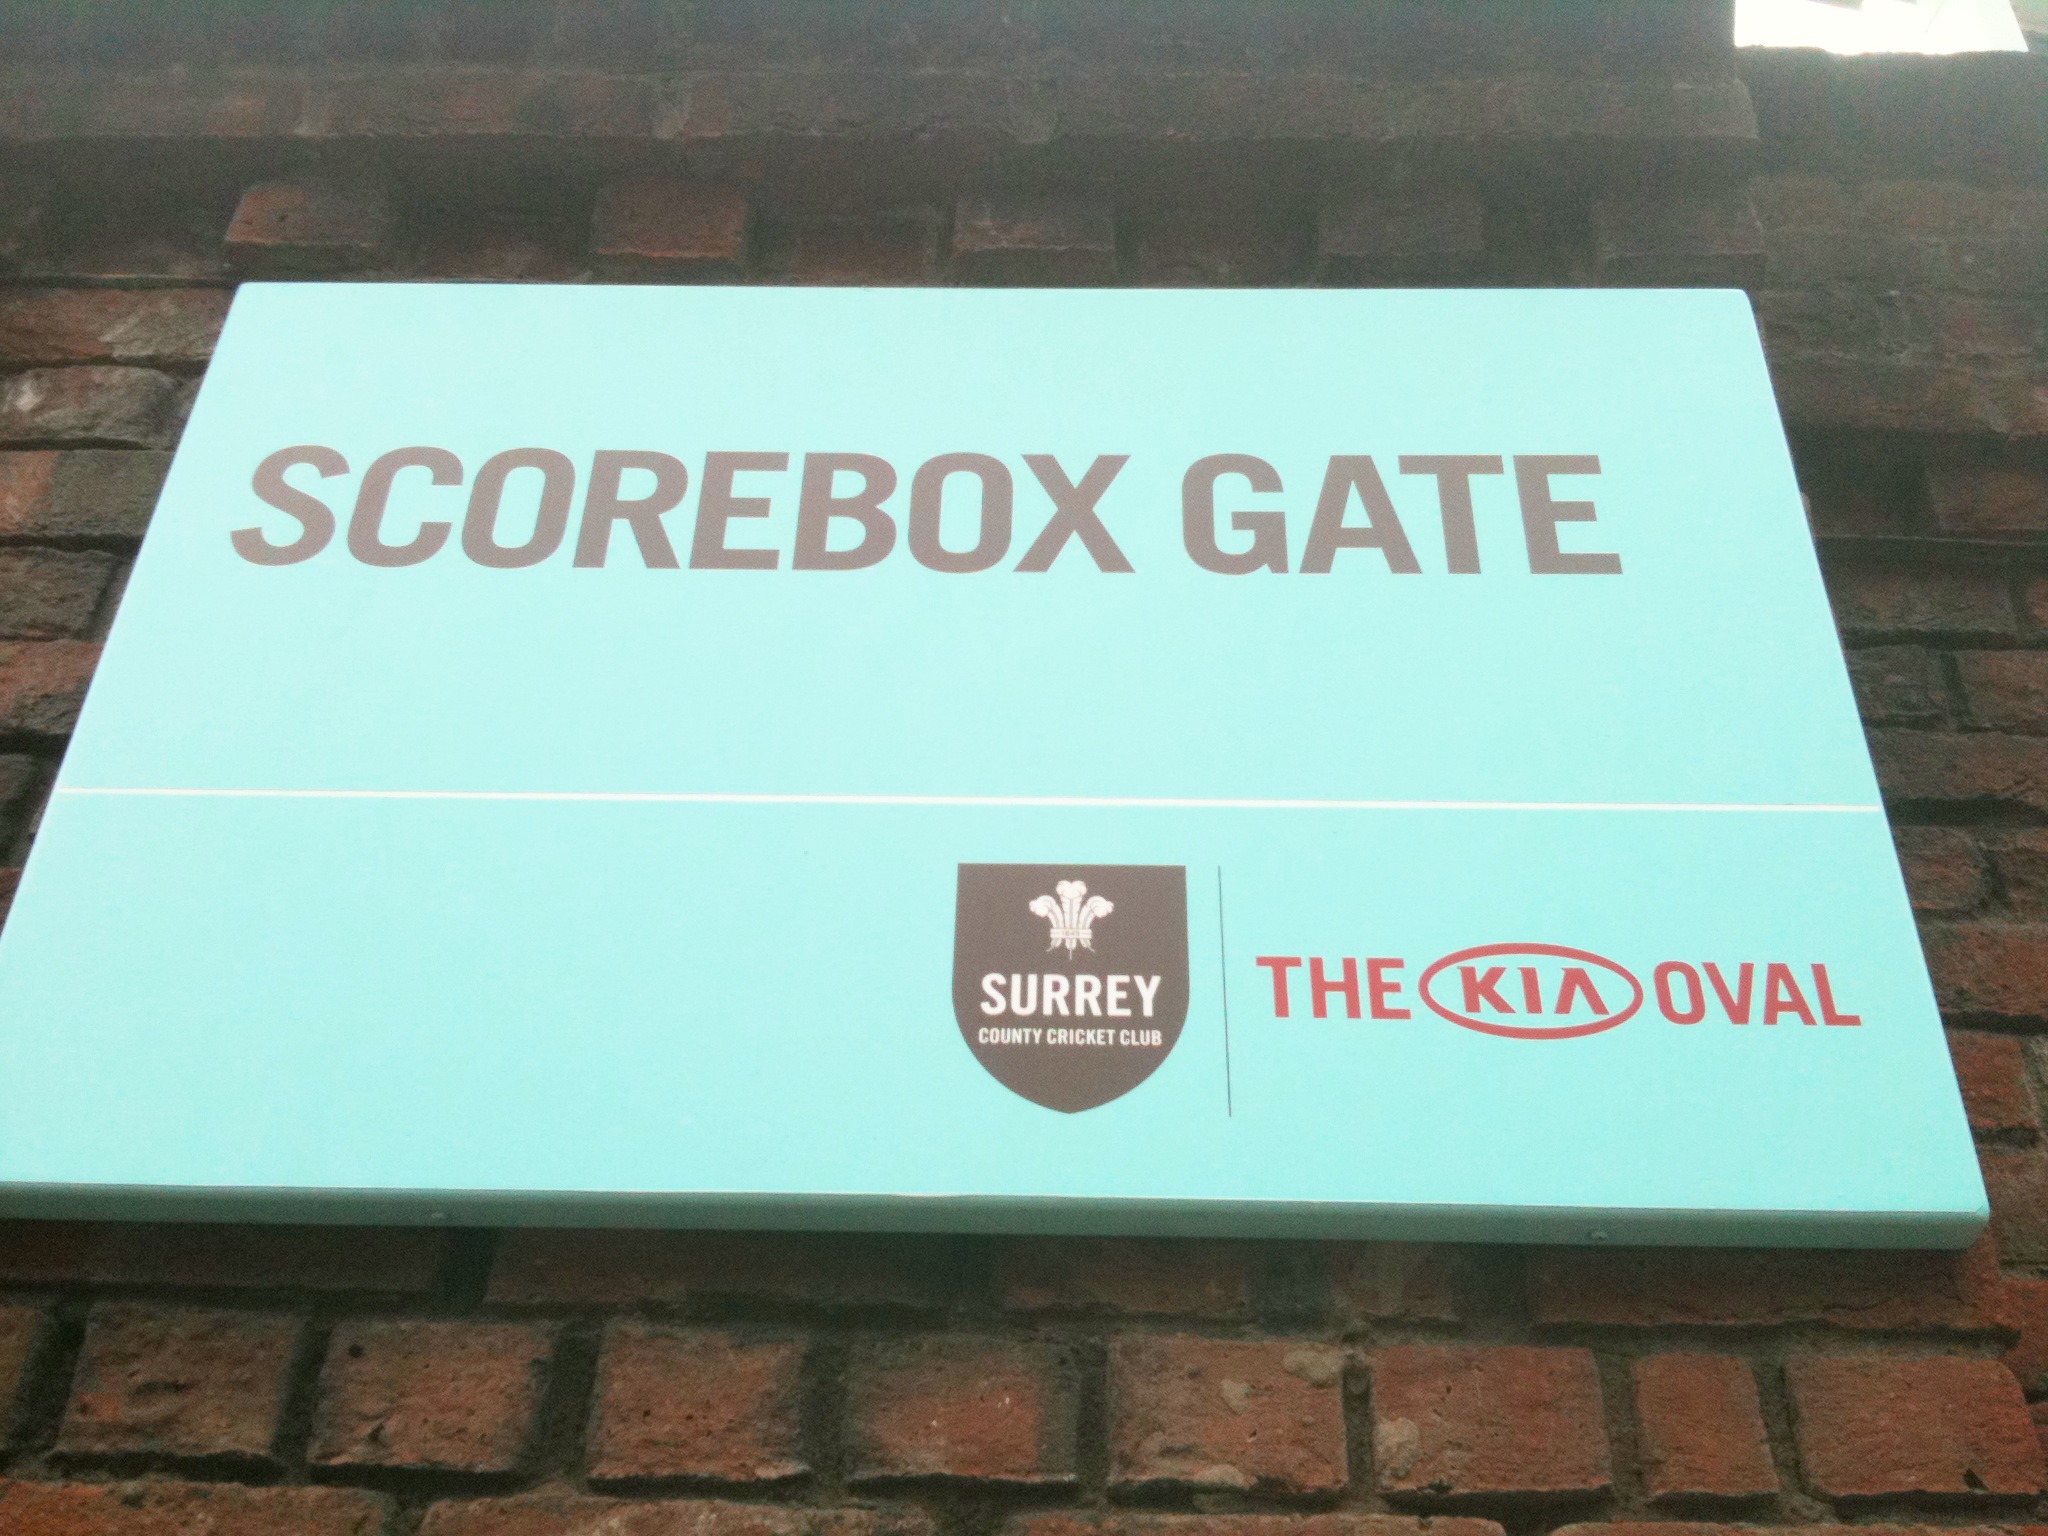 SCOREBOX GATE
SURREY
COUNTY CRICKET CLUB
THE KIA OVAL